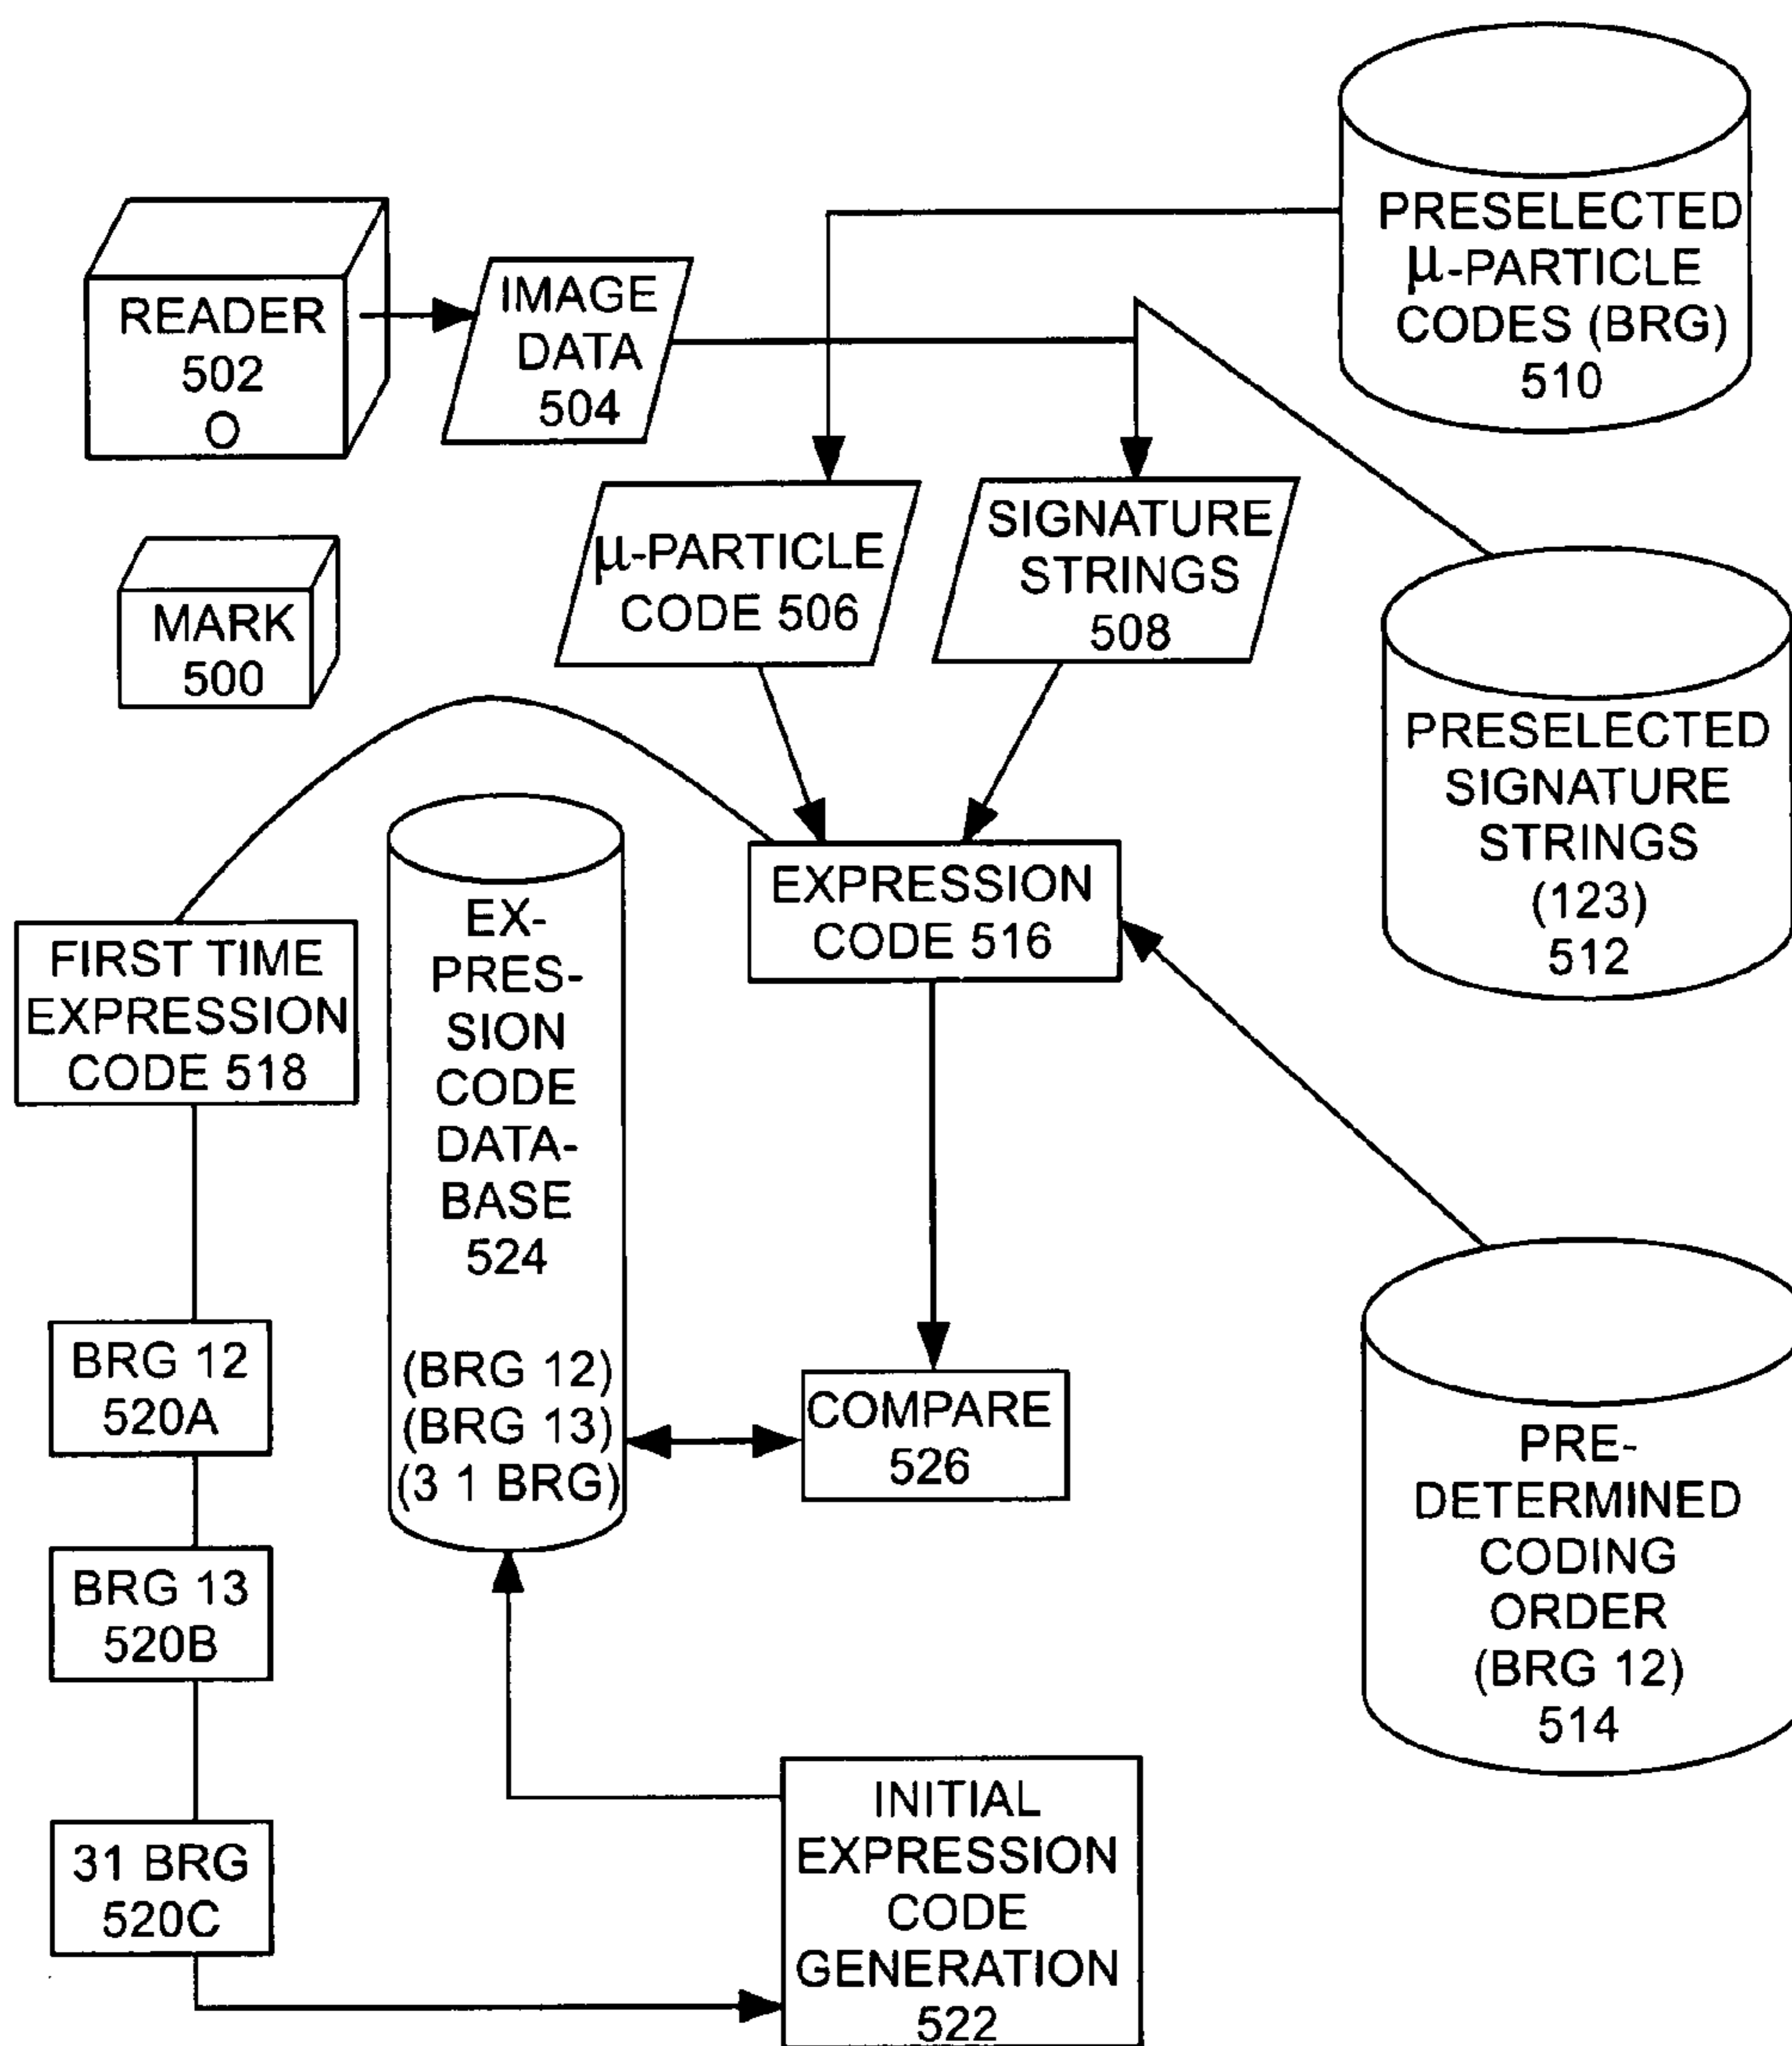 PRESELECTED
µ-PARTICLE
CODES (BRG)
510
READER
502
O
IMAGE
DATA
504
µ-PARTICLE
CODE 506
SIGNATURE
STRINGS
508
MARK
500
PRESELECTED
SIGNATURE
STRINGS
(123)
512
EXPRESSION
CODE 516
FIRST TIME
EXPRESSION
CODE 518
EX-
PRES-
SION
CODE
DATA-
BASE
524
(BRG 12)
(BRG 13)
(3 1 BRG)
BRG 12
520A
COMPARE
526
PRE-
DETERMINED
CODING
ORDER
(BRG 12)
514
BRG 13
520B
31 BRG
520C
INITIAL
EXPRESSION
CODE
GENERATION
522